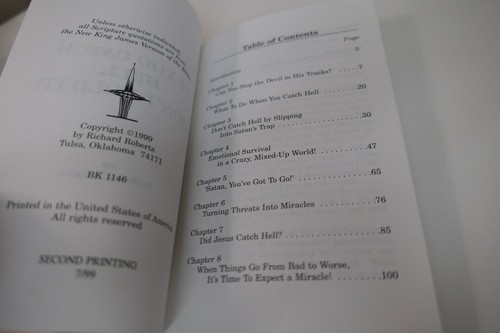 Unless otherwise indicated,
all Scripture quotations are from
the New King James Version of the Bible.
Copyright ©1999
by Richard Roberts
Tulsa, Oklahoma 74171
BK 1146
Printed in the United States of America
All rights reserved
SECOND PRINTING
2/99
Table of Contents
Page
Introduction 5
Chapter 1
Can You Stop the Devil in His Tracks? 7
Chapter 2
What To Do When You Catch Hell 20
Chapter 3
Don't Catch Hell by Slipping
Into Satan's Trap 30
Chapter 4
Emotional Survival
in a Crazy, Mixed-Up World! 47
Chapter 5
'Satan, You've Got To Go!' 65
Chapter 6
Turning Threats Into Miracles 76
Chapter 7
Did Jesus Catch Hell? 85
Chapter 8
When Things Go From Bad to Worse,
It's Time To Expect a Miracle! 100